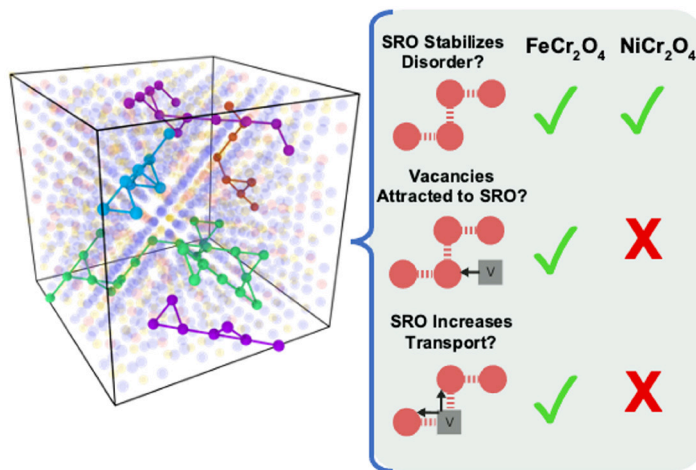 SRO Stabilizes
Disorder?
FeCr₂O₄ NiCr₂O₄
Vacancies
Attracted to SRO?
X
V
SRO Increases
Transport?
X
V